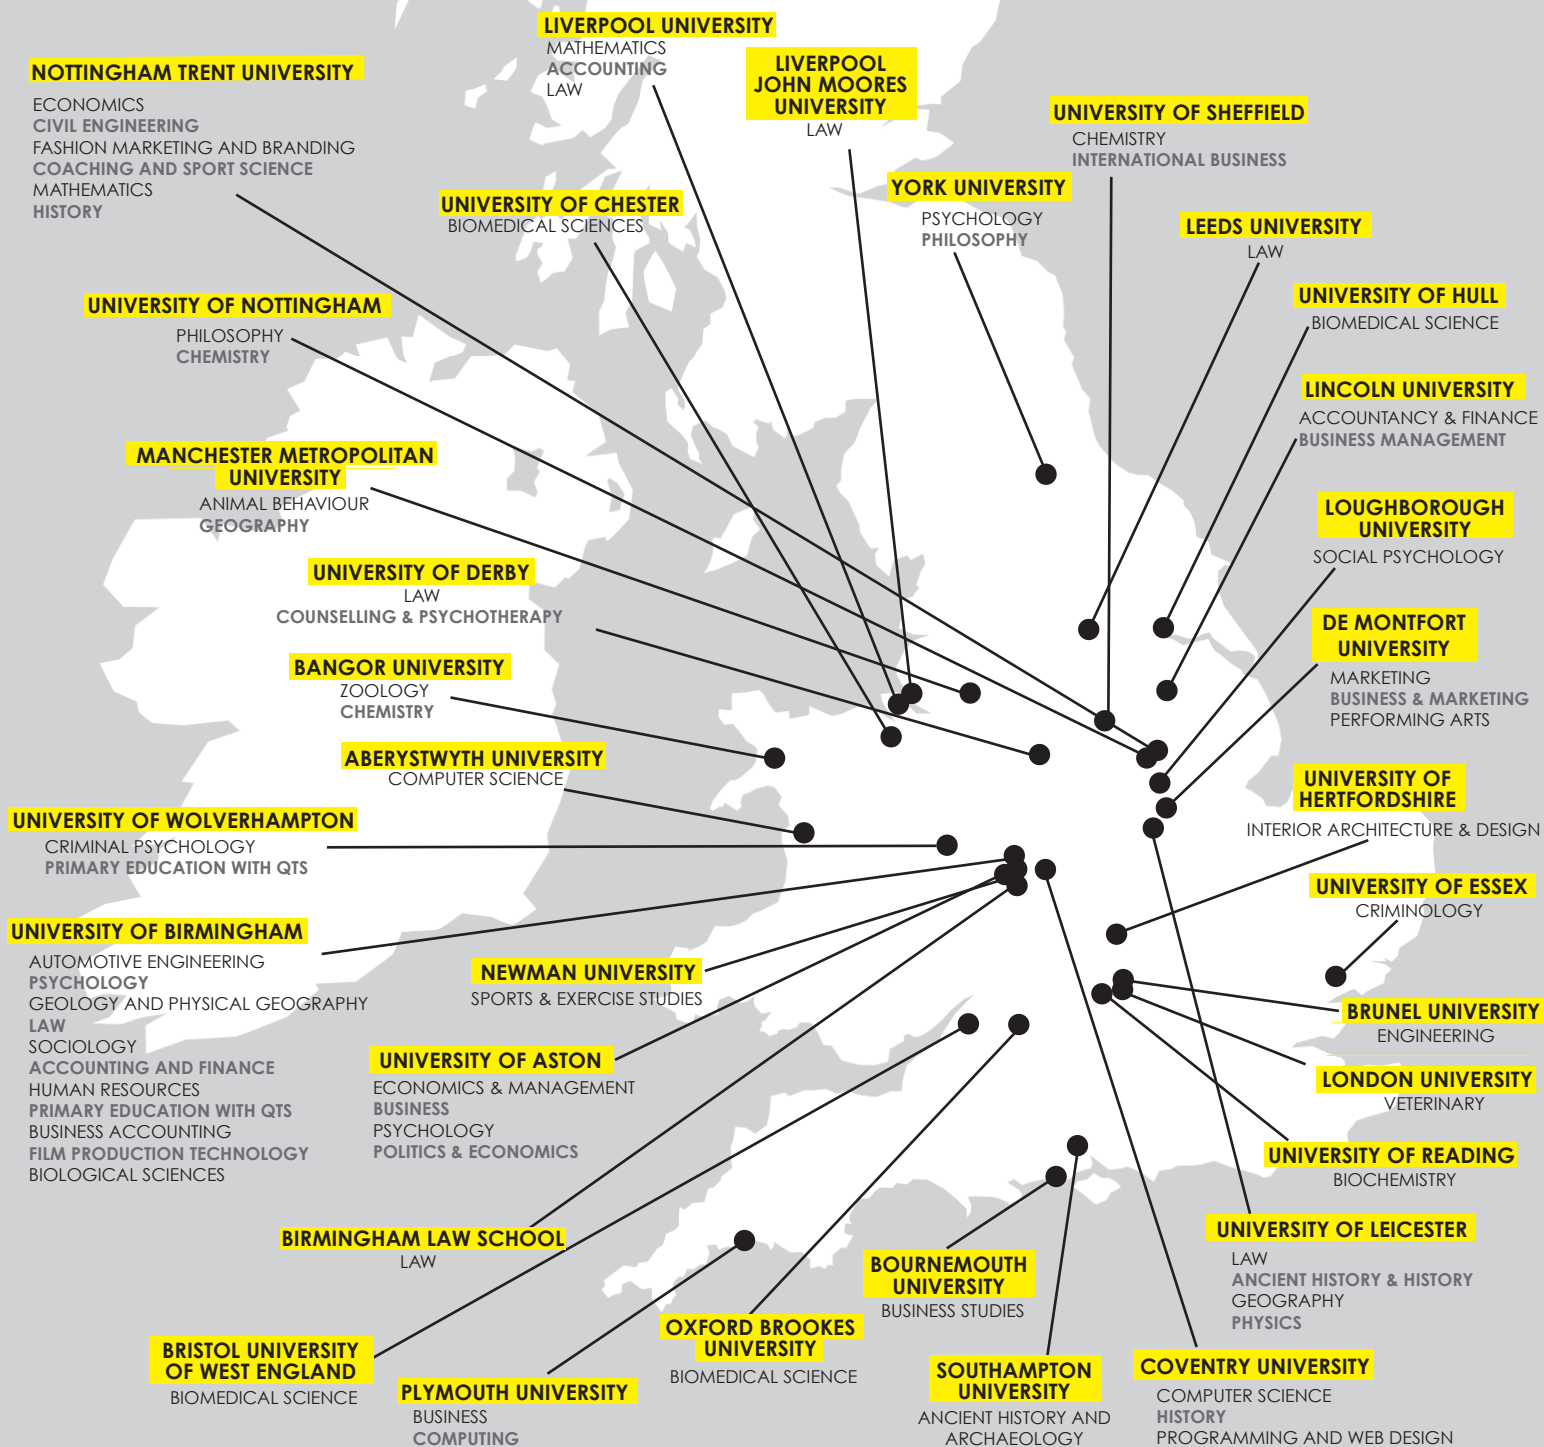 LIVERPOOL UNIVERSITY
MATHEMATICS
ACCOUNTING
LAW
NOTTINGHAM TRENT UNIVERSITY
ECONOMICS
CIVIL ENGINEERING
FASHION MARKETING AND BRANDING
COACHING AND SPORT SCIENCE
MATHEMATICS
HISTORY
LIVERPOOL
JOHN MOORES
UNIVERSITY
LAW
UNIVERSITY OF SHEFFIELD
CHEMISTRY
INTERNATIONAL BUSINESS
YORK UNIVERSITY
PSYCHOLOGY
PHILOSOPHY
UNIVERSITY OF CHESTER
BIOMEDICAL SCIENCES
LEEDS UNIVERSITY
LAW
UNIVERSITY OF NOTTINGHAM
PHILOSOPHY
CHEMISTRY
UNIVERSITY OF HULL
BIOMEDICAL SCIENCE
LINCOLN UNIVERSITY
ACCOUNTANCY & FINANCE
BUSINESS MANAGEMENT
MANCHESTER METROPOLITAN
UNIVERSITY
ANIMAL BEHAVIOUR
GEOGRAPHY
LOUGHBOROUGH
UNIVERSITY
SOCIAL PSYCHOLOGY
UNIVERSITY OF DERBY
LAW
COUNSELLING & PSYCHOTHERAPY
DE MONTFORT
UNIVERSITY
MARKETING
BUSINESS & MARKETING
PERFORMING ARTS
BANGOR UNIVERSITY
ZOOLOGY
CHEMISTRY
ABERYSTWYTH UNIVERSITY
COMPUTER SCIENCE
UNIVERSITY OF
HERTFORDSHIRE
INTERIOR ARCHITECTURE & DESIGN
UNIVERSITY OF WOLVERHAMPTON
CRIMINAL PSYCHOLOGY
PRIMARY EDUCATION WITH QTS
UNIVERSITY OF ESSEX
CRIMINOLOGY
UNIVERSITY OF BIRMINGHAM
AUTOMOTIVE ENGINEERING
PSYCHOLOGY
GEOLOGY AND PHYSICAL GEOGRAPHY
LAW
SOCIOLOGY
ACCOUNTING AND FINANCE
HUMAN RESOURCES
PRIMARY EDUCATION WITH QTS
BUSINESS ACCOUNTING
FILM PRODUCTION TECHNOLOGY
BIOLOGICAL SCIENCES
NEWMAN UNIVERSITY
SPORTS & EXERCISE STUDIES
BRUNEL UNIVERSITY
ENGINEERING
UNIVERSITY OF ASTON
ECONOMICS & MANAGEMENT
BUSINESS
PSYCHOLOGY
POLITICS & ECONOMICS
LONDON UNIVERSITY
VETERINARY
UNIVERSITY OF READING
BIOCHEMISTRY
BIRMINGHAM LAW SCHOOL
LAW
UNIVERSITY OF LEICESTER
LAW
ANCIENT HISTORY & HISTORY
GEOGRAPHY
PHYSICS
BOURNEMOUTH
UNIVERSITY
BUSINESS STUDIES
BRISTOL UNIVERSITY
OF WEST ENGLAND
BIOMEDICAL SCIENCE
OXFORD BROOKES
UNIVERSITY
BIOMEDICAL SCIENCE
PLYMOUTH UNIVERSITY
BUSINESS
COMPUTING
SOUTHAMPTON
UNIVERSITY
ANCIENT HISTORY AND
ARCHAEOLOGY
COVENTRY UNIVERSITY
COMPUTER SCIENCE
HISTORY
PROGRAMMING AND WEB DESIGN